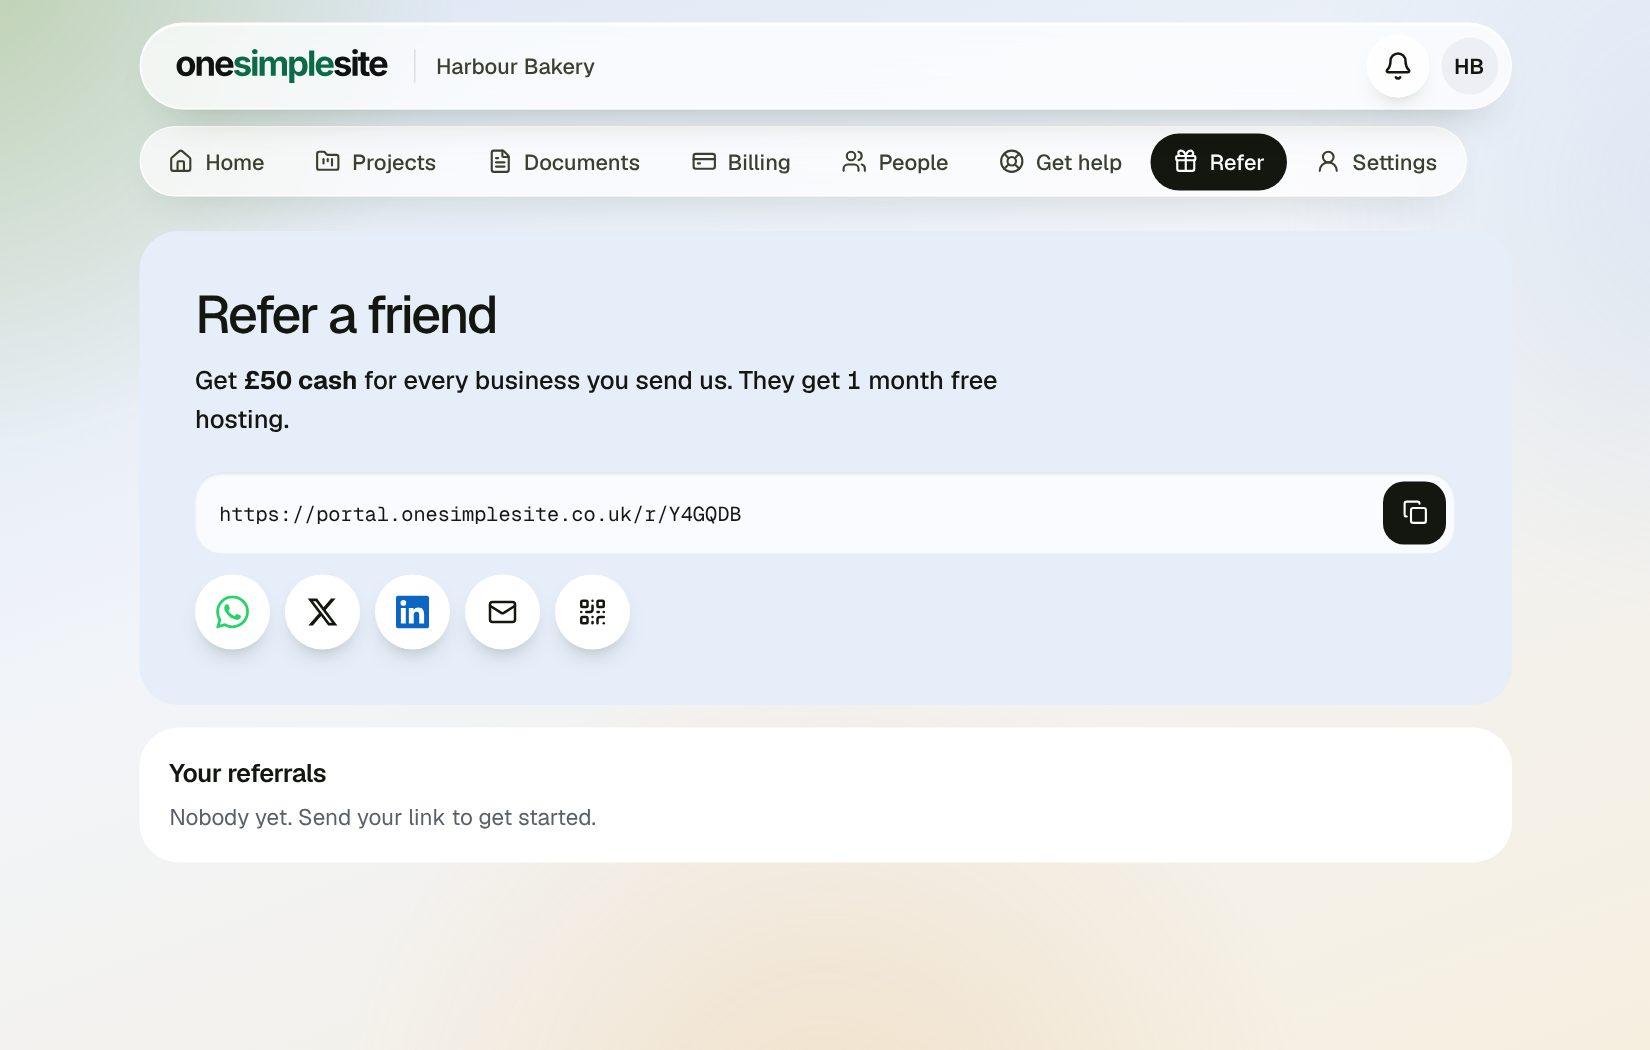 onesimplesite
Harbour Bakery
HB
Home
Projects
Documents
Billing
People
Get help
Refer
Settings
Refer a friend
Get £50 cash for every business you send us. They get 1 month free
hosting.
https://portal.onesimplesite.co.uk/r/Y4GQDB
in
Your referrals
Nobody yet. Send your link to get started.